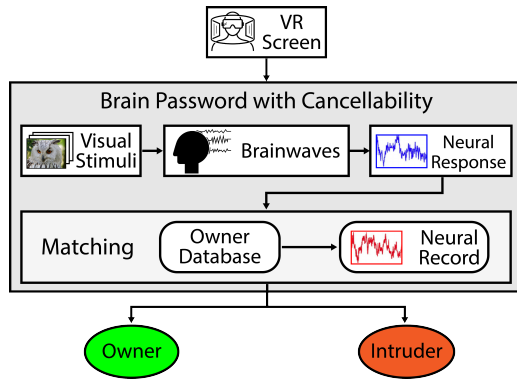 VR
Screen
Brain Password with Cancellability
Visual
Stimuli
Brainwaves
Neural
Response
Matching
Owner
Database
Neural
Record
Owner
Intruder